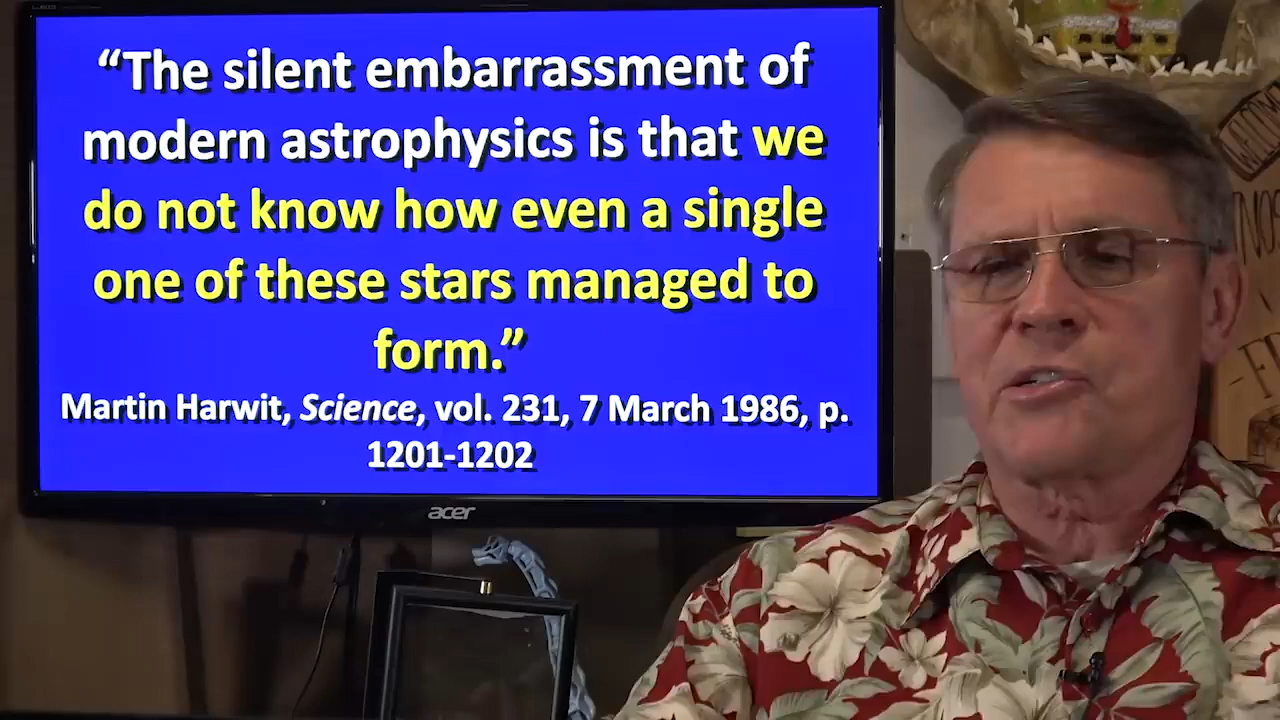 “The silent embarrassment of
modern astrophysics is that we
do not know how even a single
one of these stars managed to
form.”
Martin Harwit, Science, vol. 231, 7 March 1986, p.
1201-1202
acer